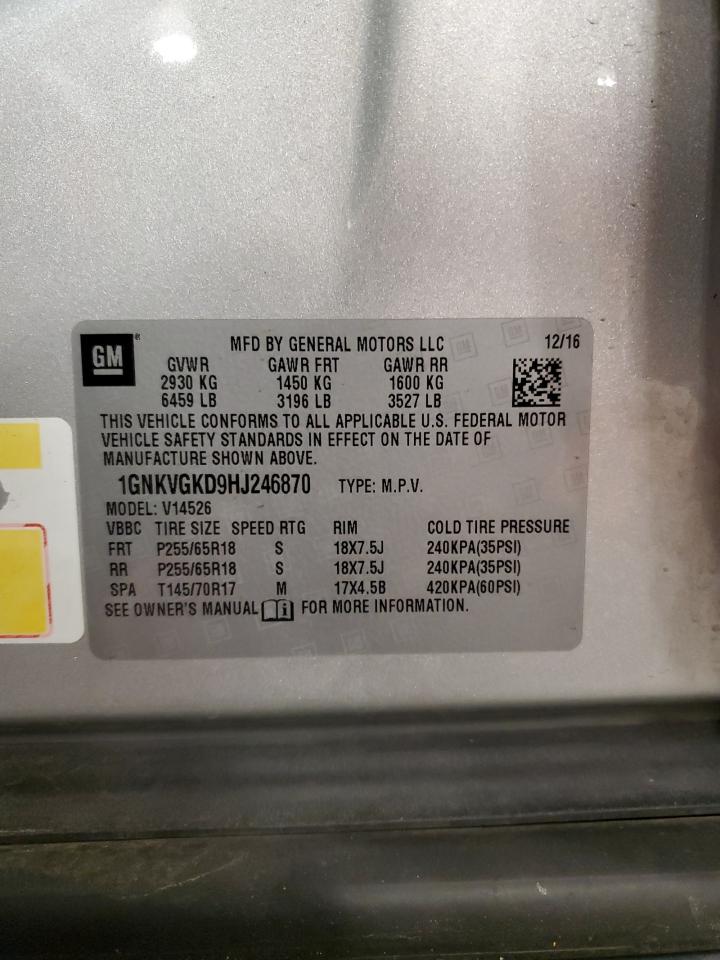 GM
MFD BY GENERAL MOTORS LLC 12/16
GVWR GAWR FRT GAWR RR
2930 KG 1450 KG 1600 KG
6459 LB 3196 LB 3527 LB
THIS VEHICLE CONFORMS TO ALL APPLICABLE U.S. FEDERAL MOTOR
VEHICLE SAFETY STANDARDS IN EFFECT ON THE DATE OF
MANUFACTURE SHOWN ABOVE.
1GNKVGKD9HJ246870 TYPE: M.P.V.
MODEL: V14526
VBBC TIRE SIZE SPEED RTG RIM COLD TIRE PRESSURE
FRT P255/65R18 S 18X7.5J 240KPA(35PSI)
RR P255/65R18 S 18X7.5J 240KPA(35PSI)
SPA T145/70R17 M 17X4.5B 420KPA(60PSI)
SEE OWNER'S MANUAL FOR MORE INFORMATION.